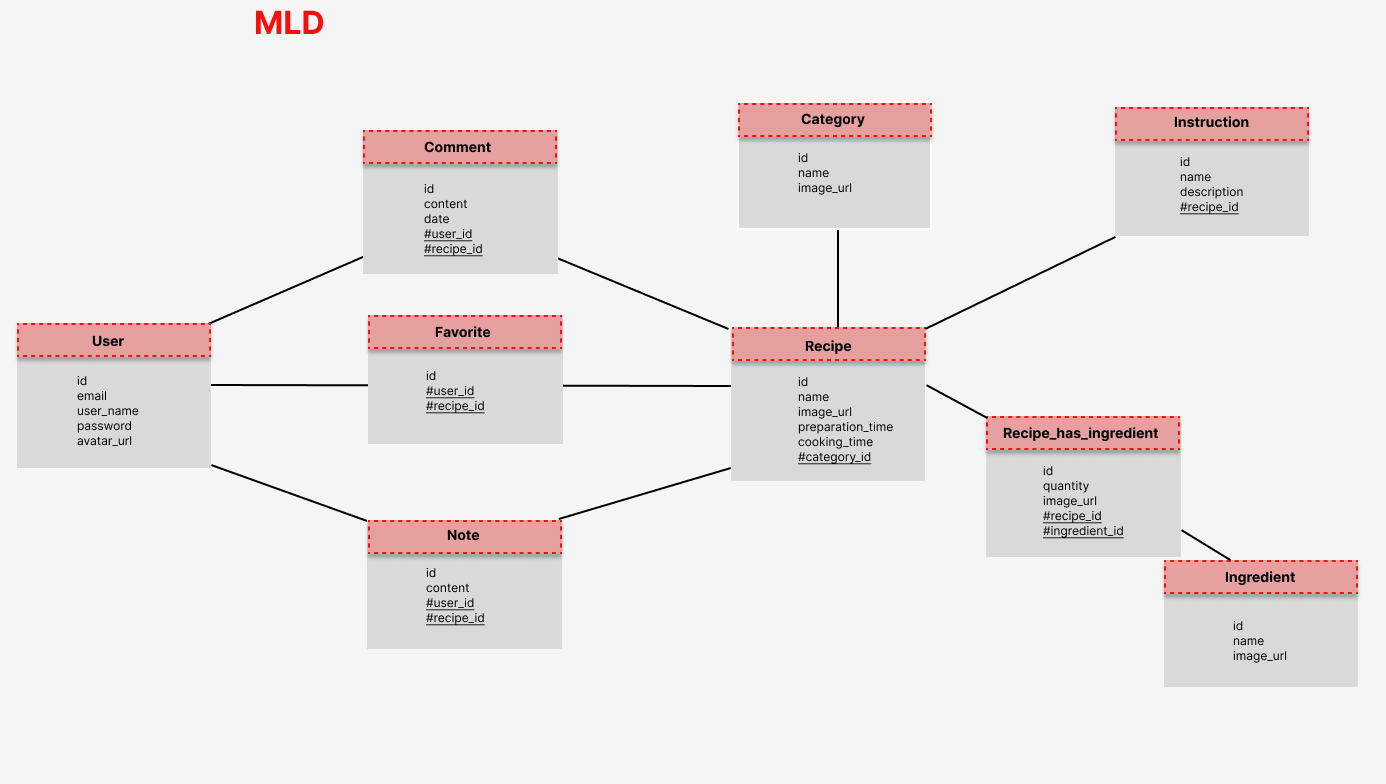 MLD
Comment
id
content
date
#user_id
#recipe_id
Category
id
name
image_url
Instruction
id
name
description
#recipe_id
User
id
email
user_name
password
avatar_url
Favorite
id
#user_id
#recipe_id
Recipe
id
name
image_url
preparation_time
cooking_time
#category_id
Recipe_has_ingredient
id
quantity
image_url
#recipe_id
#ingredient_id
Note
id
content
#user_id
#recipe_id
Ingredient
id
name
image_url